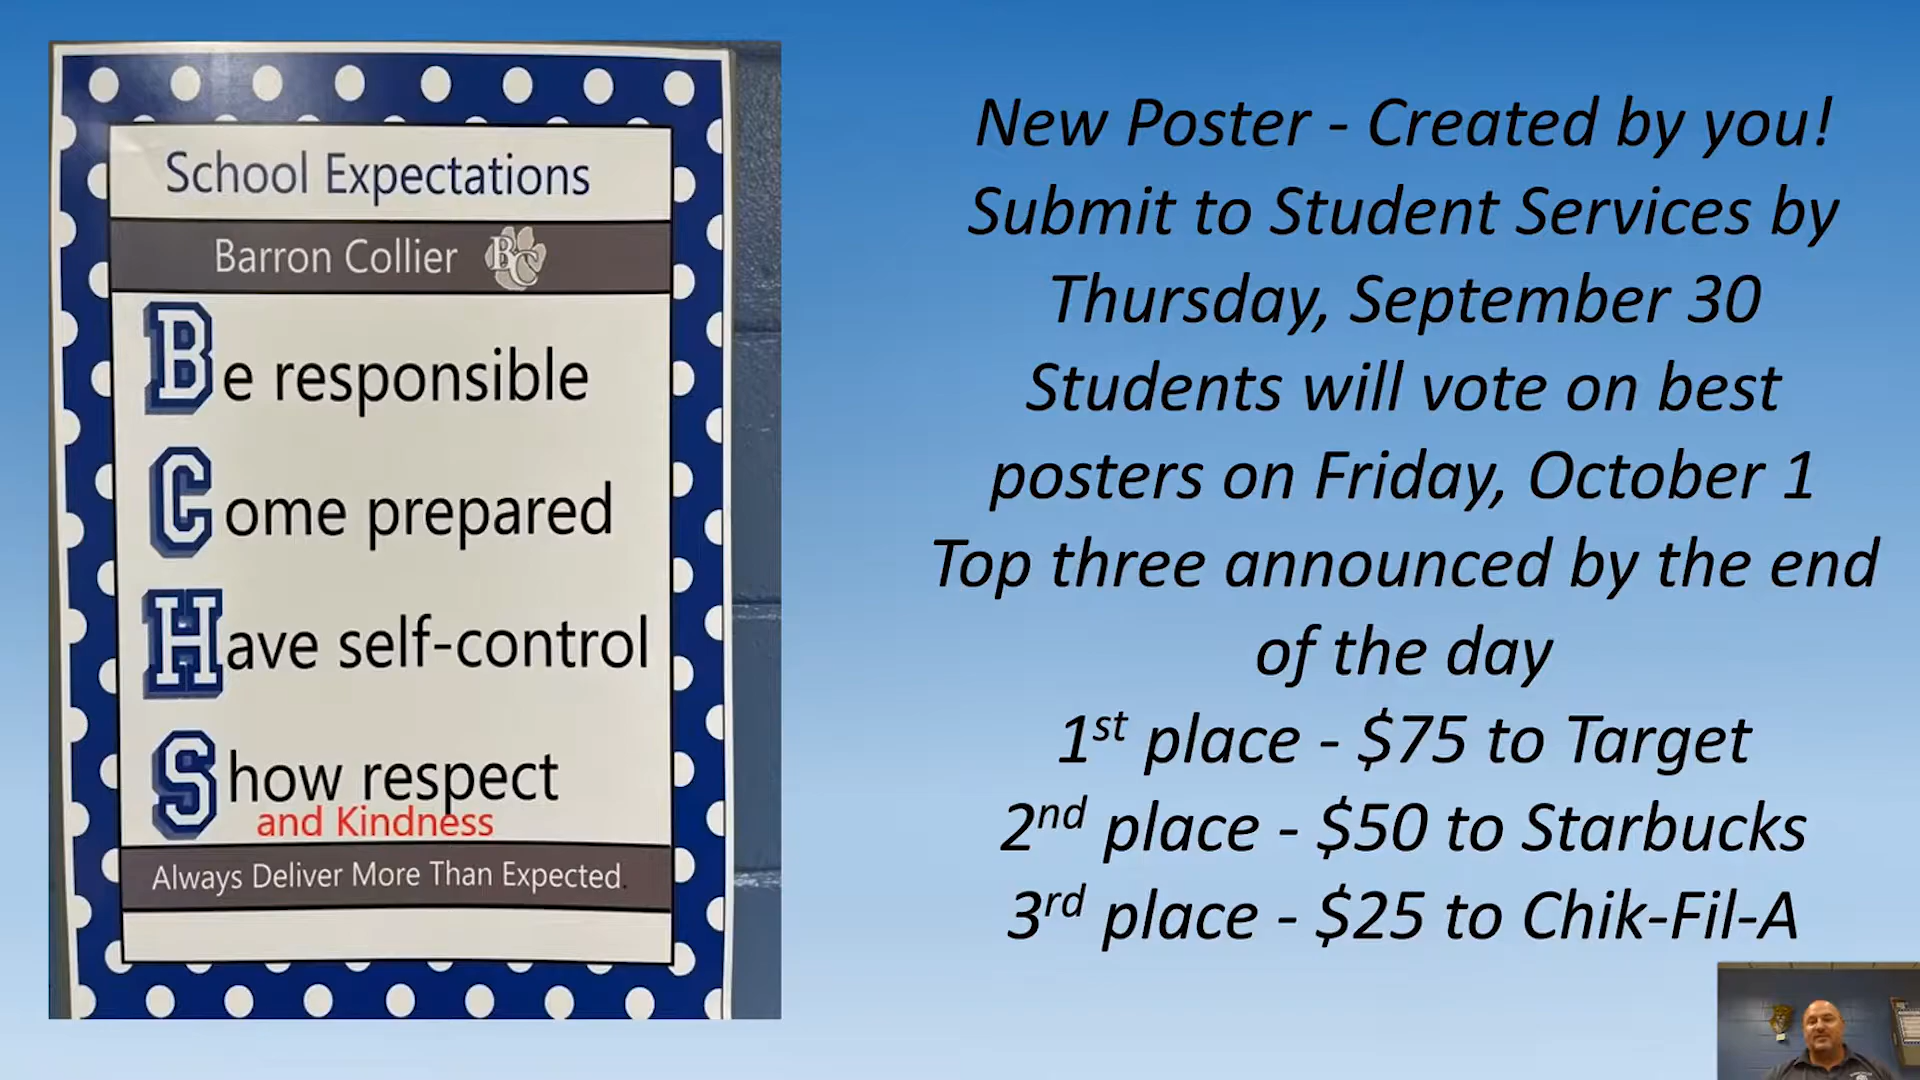 School Expectations
Barron Collier BC
Be responsible
Come prepared
Have self-control
Show respect
and Kindness
Always Deliver More Than Expected.
New Poster - Created by you!
Submit to Student Services by
Thursday, September 30
Students will vote on best
posters on Friday, October 1
Top three announced by the end
of the day
1st place - $75 to Target
2nd place - $50 to Starbucks
3rd place - $25 to Chik-Fil-A